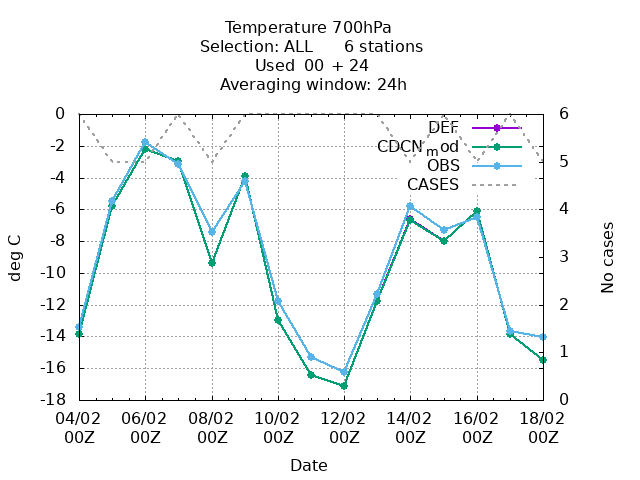 Temperature 700hPa
Selection: ALL 6 stations
Used 00 + 24
Averaging window: 24h
0
-2
-4
-6
-8
-10
-12
-14
-16
-18
deg C
6
5
4
3
2
1
0
No cases
DEF
CDCN_mod
OBS
CASES
04/02 06/02 08/02 10/02 12/02 14/02 16/02 18/02
00Z 00Z 00Z 00Z 00Z 00Z 00Z 00Z
Date